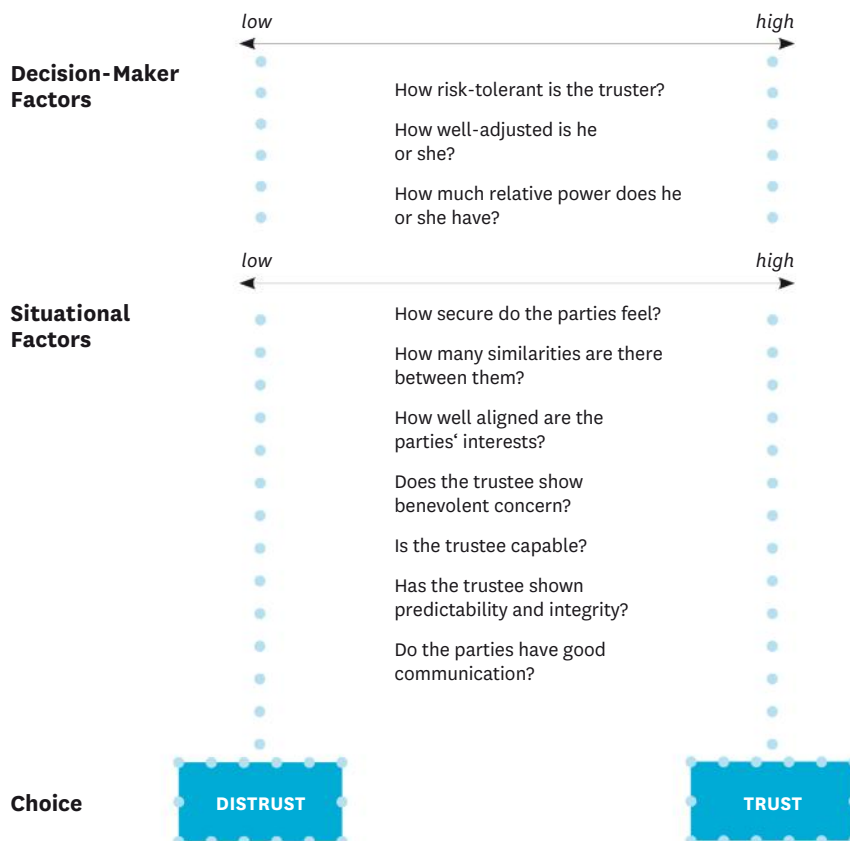 low high
Decision-Maker
Factors
How risk-tolerant is the truster?
How well-adjusted is he
or she?
How much relative power does he
or she have?
low high
Situational
Factors
How secure do the parties feel?
How many similarities are there
between them?
How well aligned are the
parties‘ interests?
Does the trustee show
benevolent concern?
Is the trustee capable?
Has the trustee shown
predictability and integrity?
Do the parties have good
communication?
Choice DISTRUST TRUST